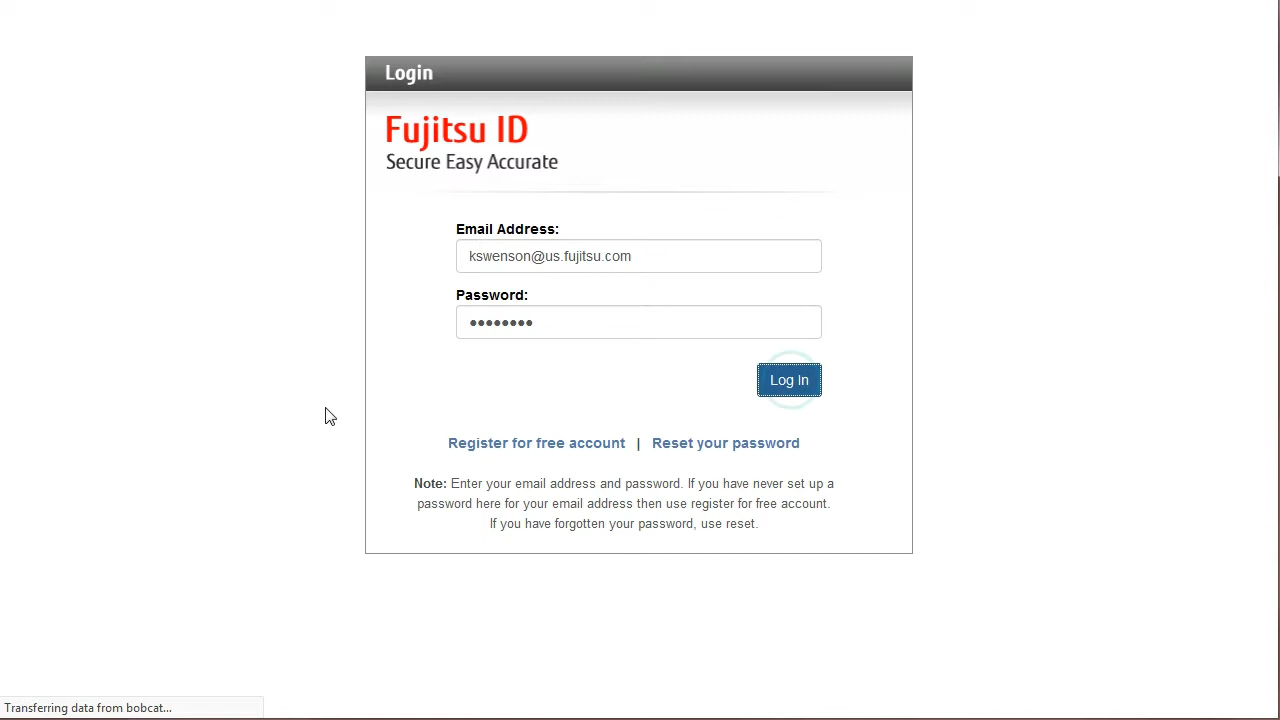 Login
Fujitsu ID
Secure Easy Accurate
Email Address:
kswenson@us.fujitsu.com
Password:
••••••••
Log In
Register for free account | Reset your password
Note: Enter your email address and password. If you have never set up a
password here for your email address then use register for free account.
If you have forgotten your password, use reset.
Transferring data from bobcat...